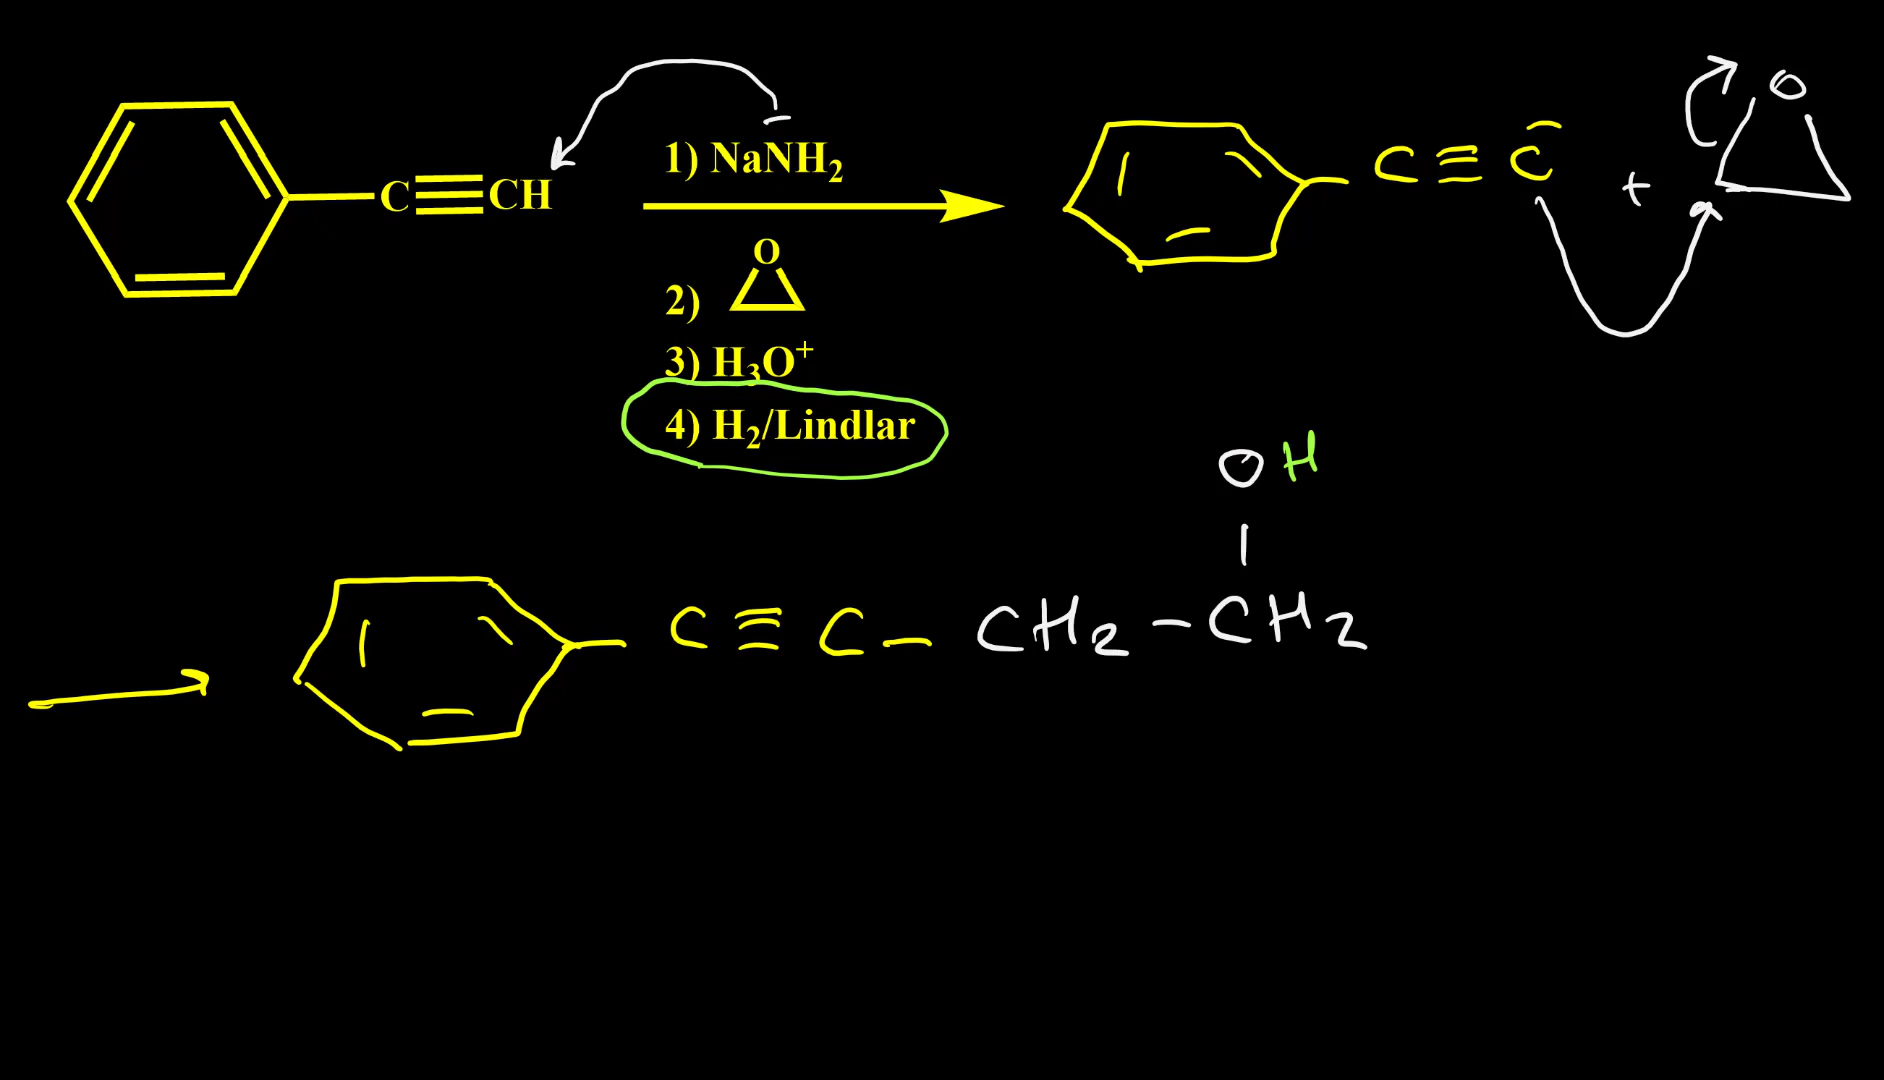 C≡CH
1) NaNH₂
O
2)
3) H₃O⁺
4) H₂/Lindlar
C≡C⁻ + O
OH
C≡C-CH₂-CH₂